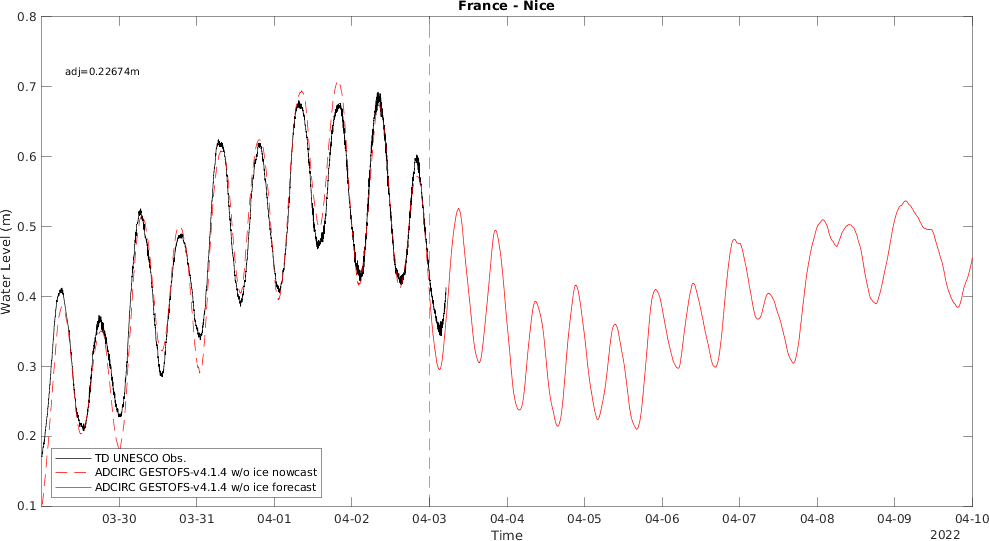 France - Nice
adj=0.22674m
Water Level (m)
0.8
0.7
0.6
0.5
0.4
0.3
0.2
0.1
TD UNESCO Obs.
ADCIRC GESTOFS-v4.1.4 w/o ice nowcast
ADCIRC GESTOFS-v4.1.4 w/o ice forecast
03-30 03-31 04-01 04-02 04-03 04-04 04-05 04-06 04-07 04-08 04-09 04-10
Time
2022